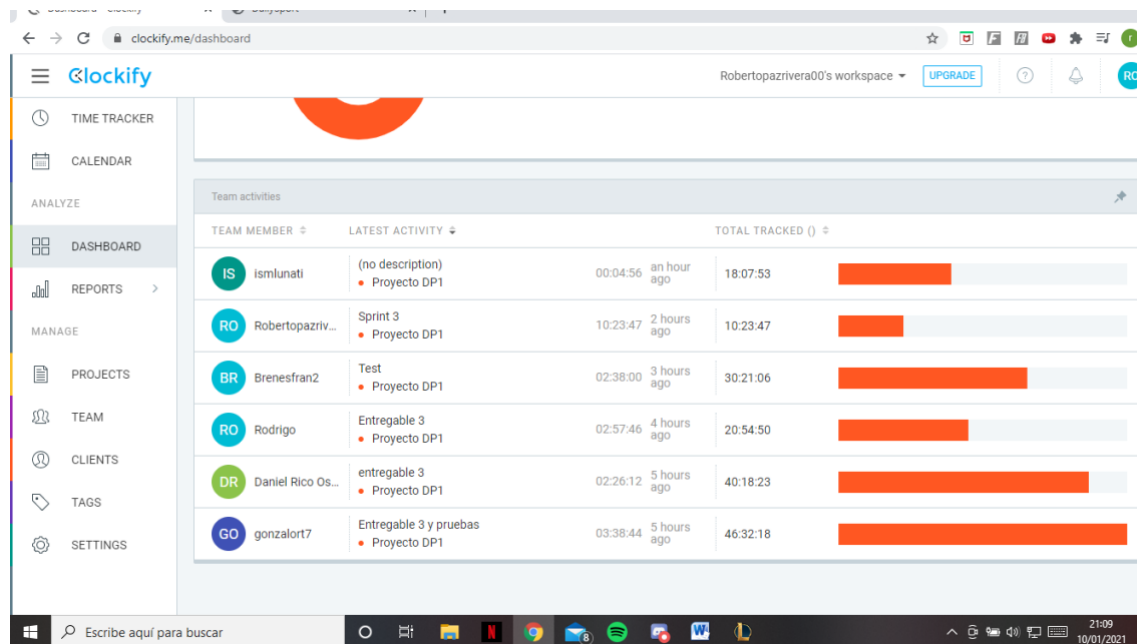 clockify.me/dashboard
Clockify
Robertopazrivera00's workspace
UPGRADE
RO
TIME TRACKER
CALENDAR
ANALYZE
DASHBOARD
REPORTS
MANAGE
PROJECTS
TEAM
CLIENTS
TAGS
SETTINGS
Team activities
TEAM MEMBER LATEST ACTIVITY TOTAL TRACKED ()
IS ismlunati (no description) 00:04:56 an hour ago 18:07:53
• Proyecto DP1
RO Robertopazriv... Sprint 3 10:23:47 2 hours ago 10:23:47
• Proyecto DP1
BR Brenesfran2 Test 02:38:00 3 hours ago 30:21:06
• Proyecto DP1
RO Rodrigo Entregable 3 02:57:46 4 hours ago 20:54:50
• Proyecto DP1
DR Daniel Rico Os... entregable 3 02:26:12 5 hours ago 40:18:23
• Proyecto DP1
GO gonzalort7 Entregable 3 y pruebas 03:38:44 5 hours ago 46:32:18
• Proyecto DP1
Escribe aquí para buscar
21:09
10/01/2021